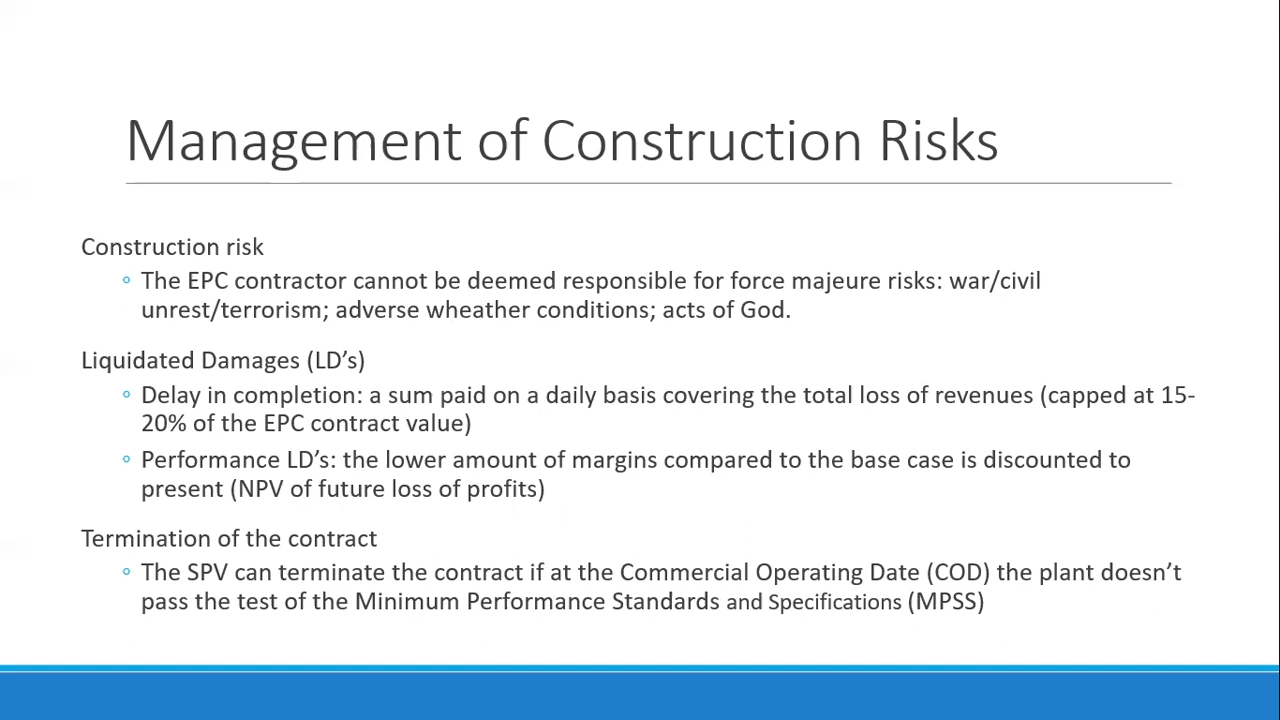 Management of Construction Risks
Construction risk
◦ The EPC contractor cannot be deemed responsible for force majeure risks: war/civil
unrest/terrorism; adverse wheather conditions; acts of God.
Liquidated Damages (LD’s)
◦ Delay in completion: a sum paid on a daily basis covering the total loss of revenues (capped at 15-
20% of the EPC contract value)
◦ Performance LD’s: the lower amount of margins compared to the base case is discounted to
present (NPV of future loss of profits)
Termination of the contract
◦ The SPV can terminate the contract if at the Commercial Operating Date (COD) the plant doesn’t
pass the test of the Minimum Performance Standards and Specifications (MPSS)